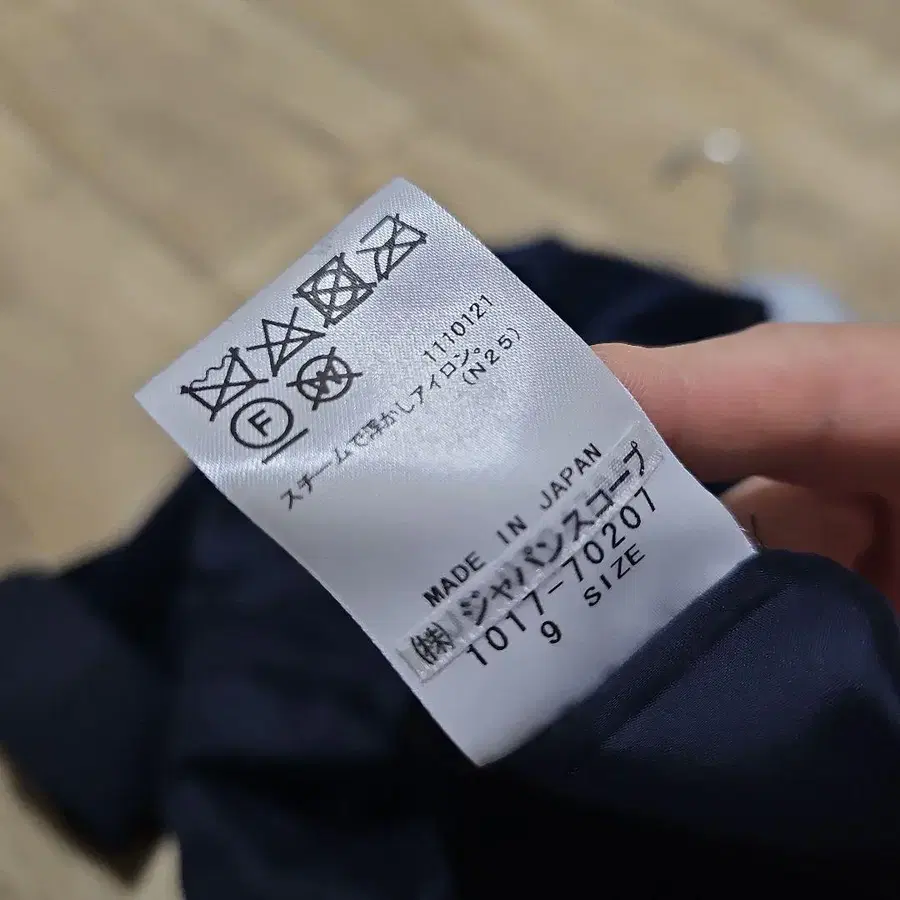 W
F
1110121
スチームで浮かしアイロン。
(N25)
MADE IN JAPAN
(株)ジャパンスコープ
1017-70207
9 SIZE